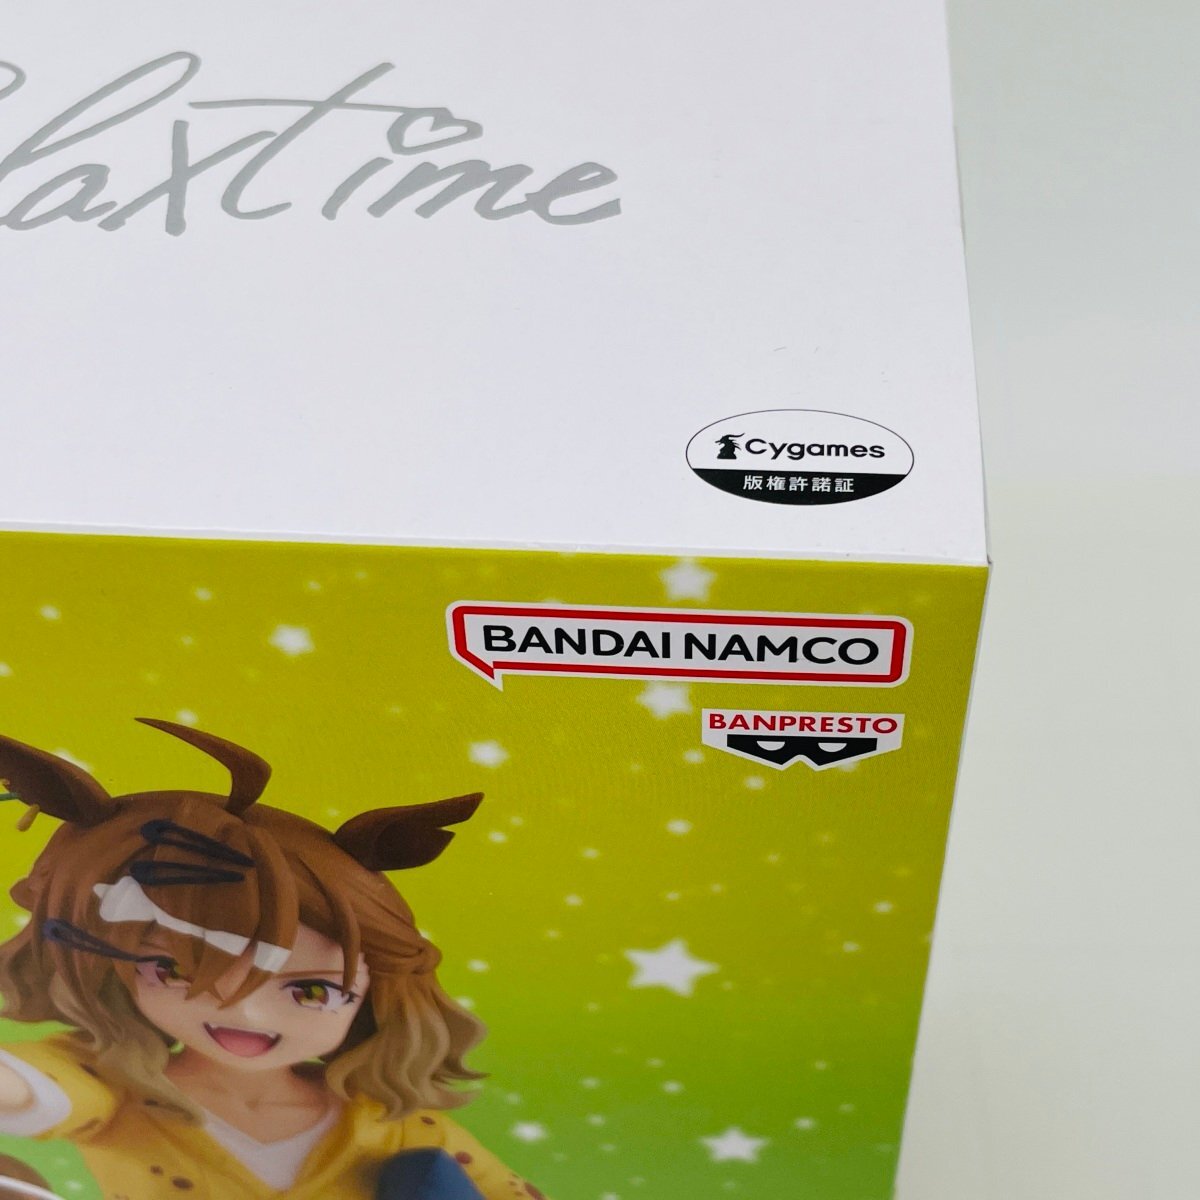 laxtime
Cygames
版権許諾証
BANDAI NAMCO
BANPRESTO